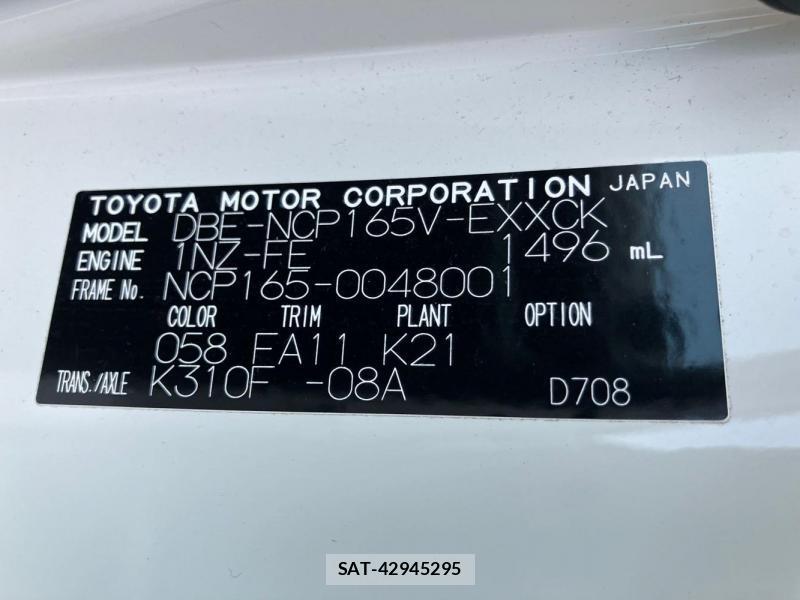 TOYOTA MOTOR CORPORATION JAPAN
MODEL DBE-NCP165V-EXXCK
ENGINE 1NZ-FE 1496 mL
FRAME No. NCP165-0048001
COLOR TRIM PLANT OPTION
058 FA11 K21
TRANS./AXLE K310F -08A D708
SAT-42945295